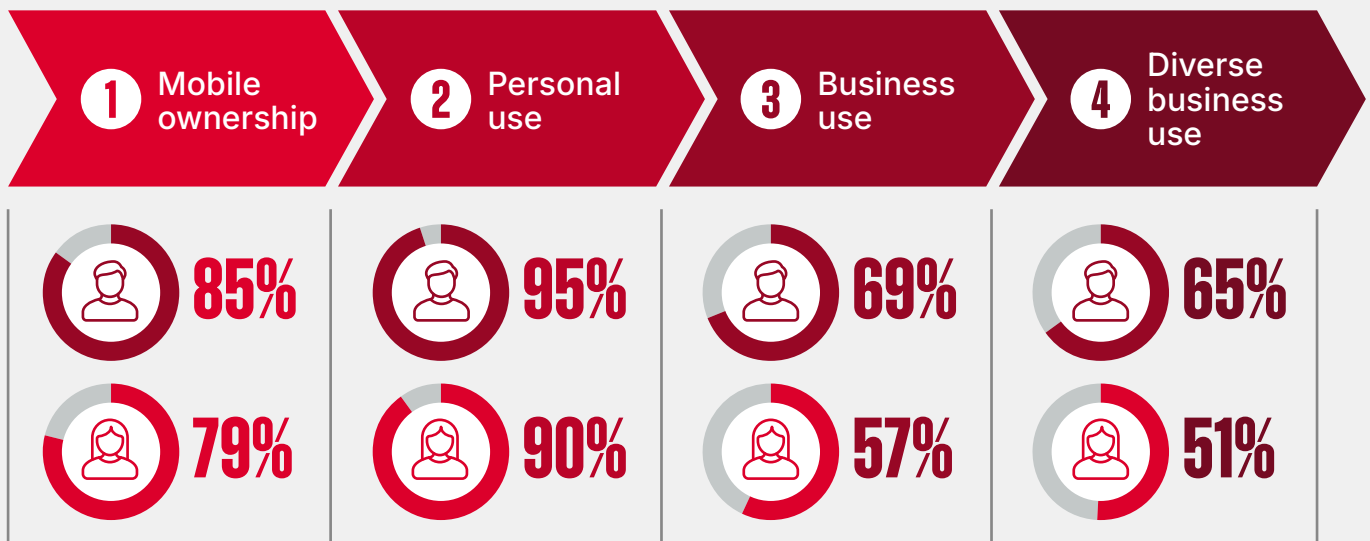 1
Mobile
ownership
2
Personal
use
3
Business
use
4
Diverse
business
use
85%
95%
69%
65%
79%
90%
57%
51%